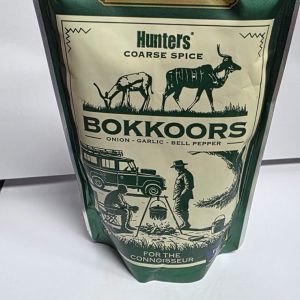 Hunters'
COARSE SPICE
BOKKOORS
ONION - GARLIC - BELL PEPPER
FOR THE
CONNOISSEUR